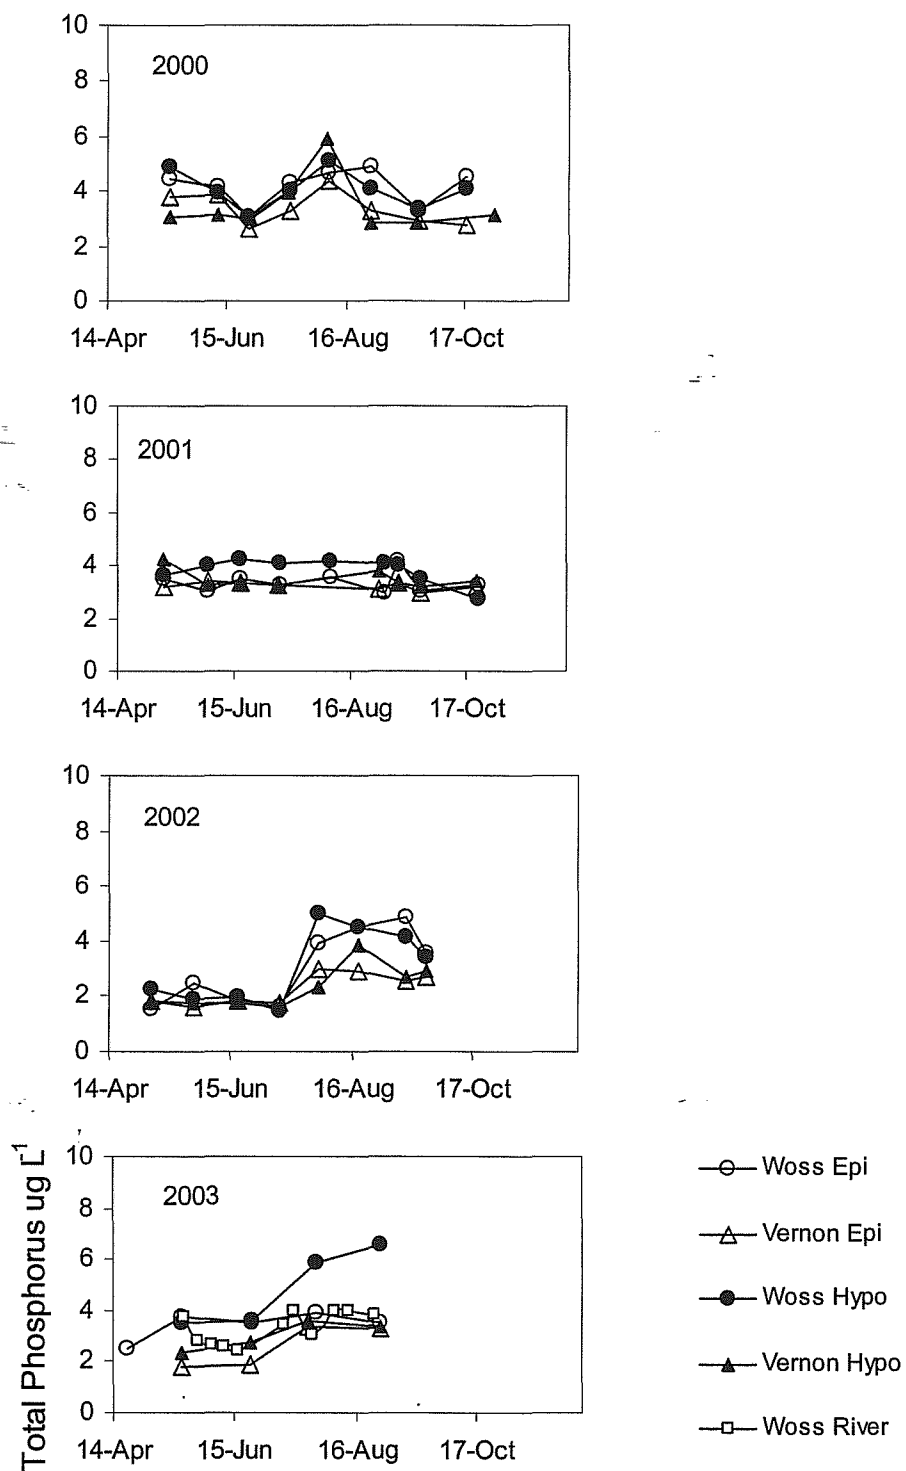 10
2000
8
6
4
2
0
14-Apr 15-Jun 16-Aug 17-Oct
10
2001
8
6
4
2
0
14-Apr 15-Jun 16-Aug 17-Oct
10
2002
8
6
4
2
0
14-Apr 15-Jun 16-Aug 17-Oct
Total Phosphorus ug L-1
10
2003
8
6
4
2
0
14-Apr 15-Jun 16-Aug 17-Oct
Woss Epi
Vernon Epi
Woss Hypo
Vernon Hypo
Woss River